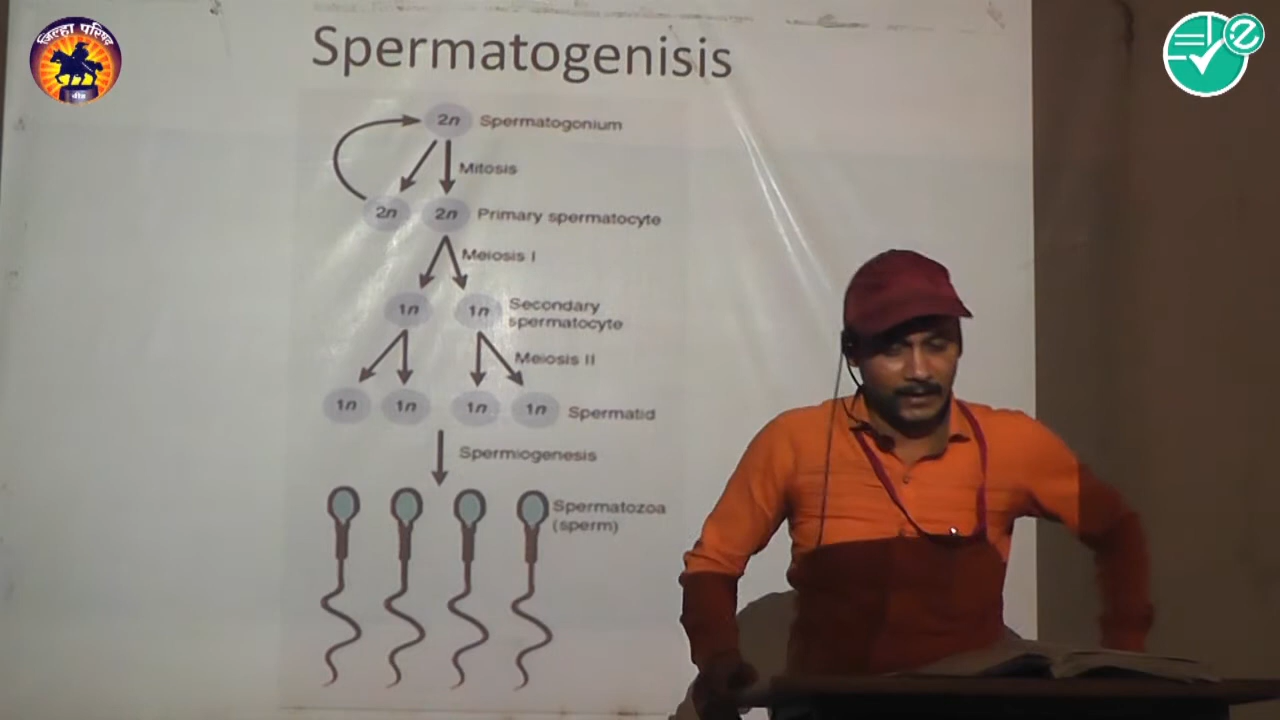 जिल्हा परिषद
बीड
Spermatogenisis
2n Spermatogonium
Mitosis
2n 2n Primary spermatocyte
Meiosis I
1n 1n Secondary
spermatocyte
Meiosis II
1n 1n 1n 1n Spermatid
Spermiogenesis
Spermatozoa
(sperm)